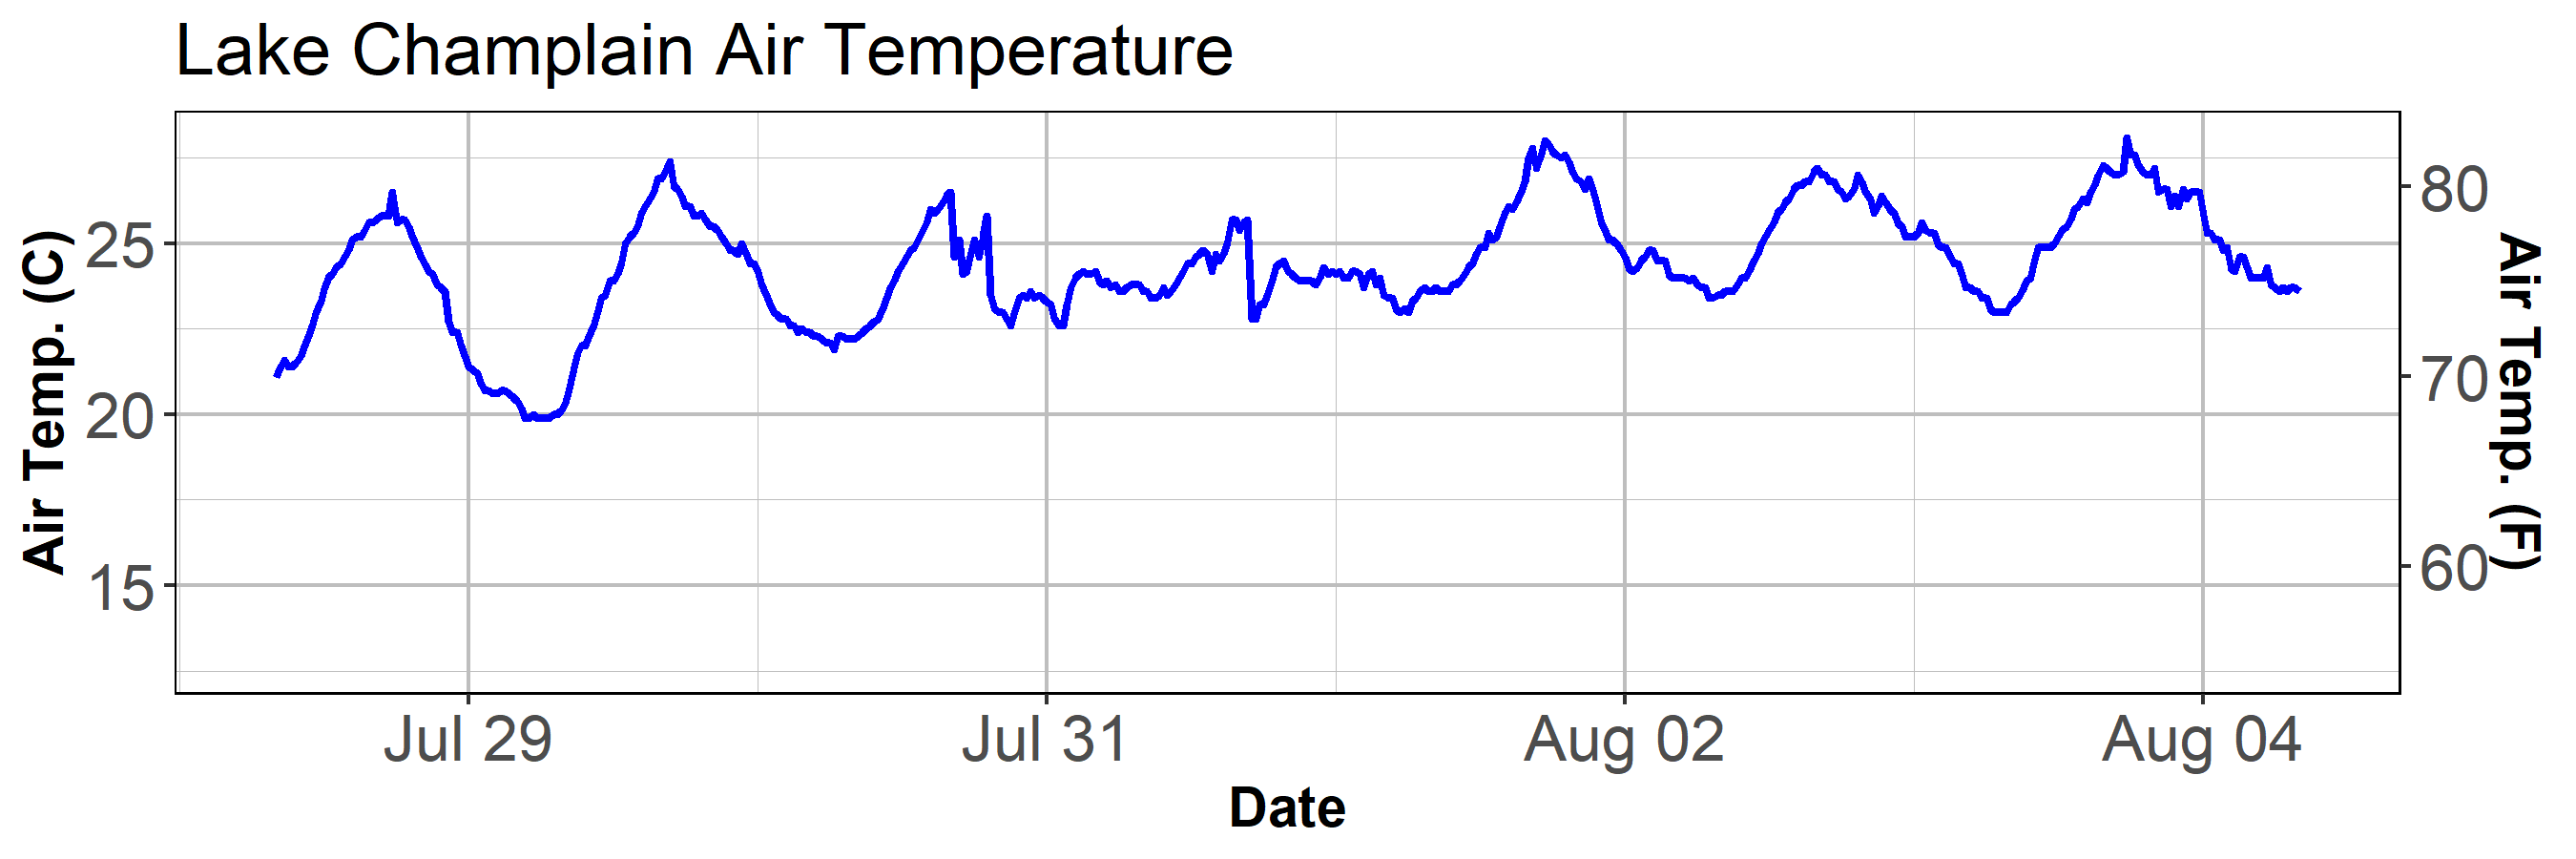 Lake Champlain Air Temperature
Air Temp. (C)
25
20
15
80
70
60
Air Temp. (F)
Jul 29
Jul 31
Aug 02
Aug 04
Date